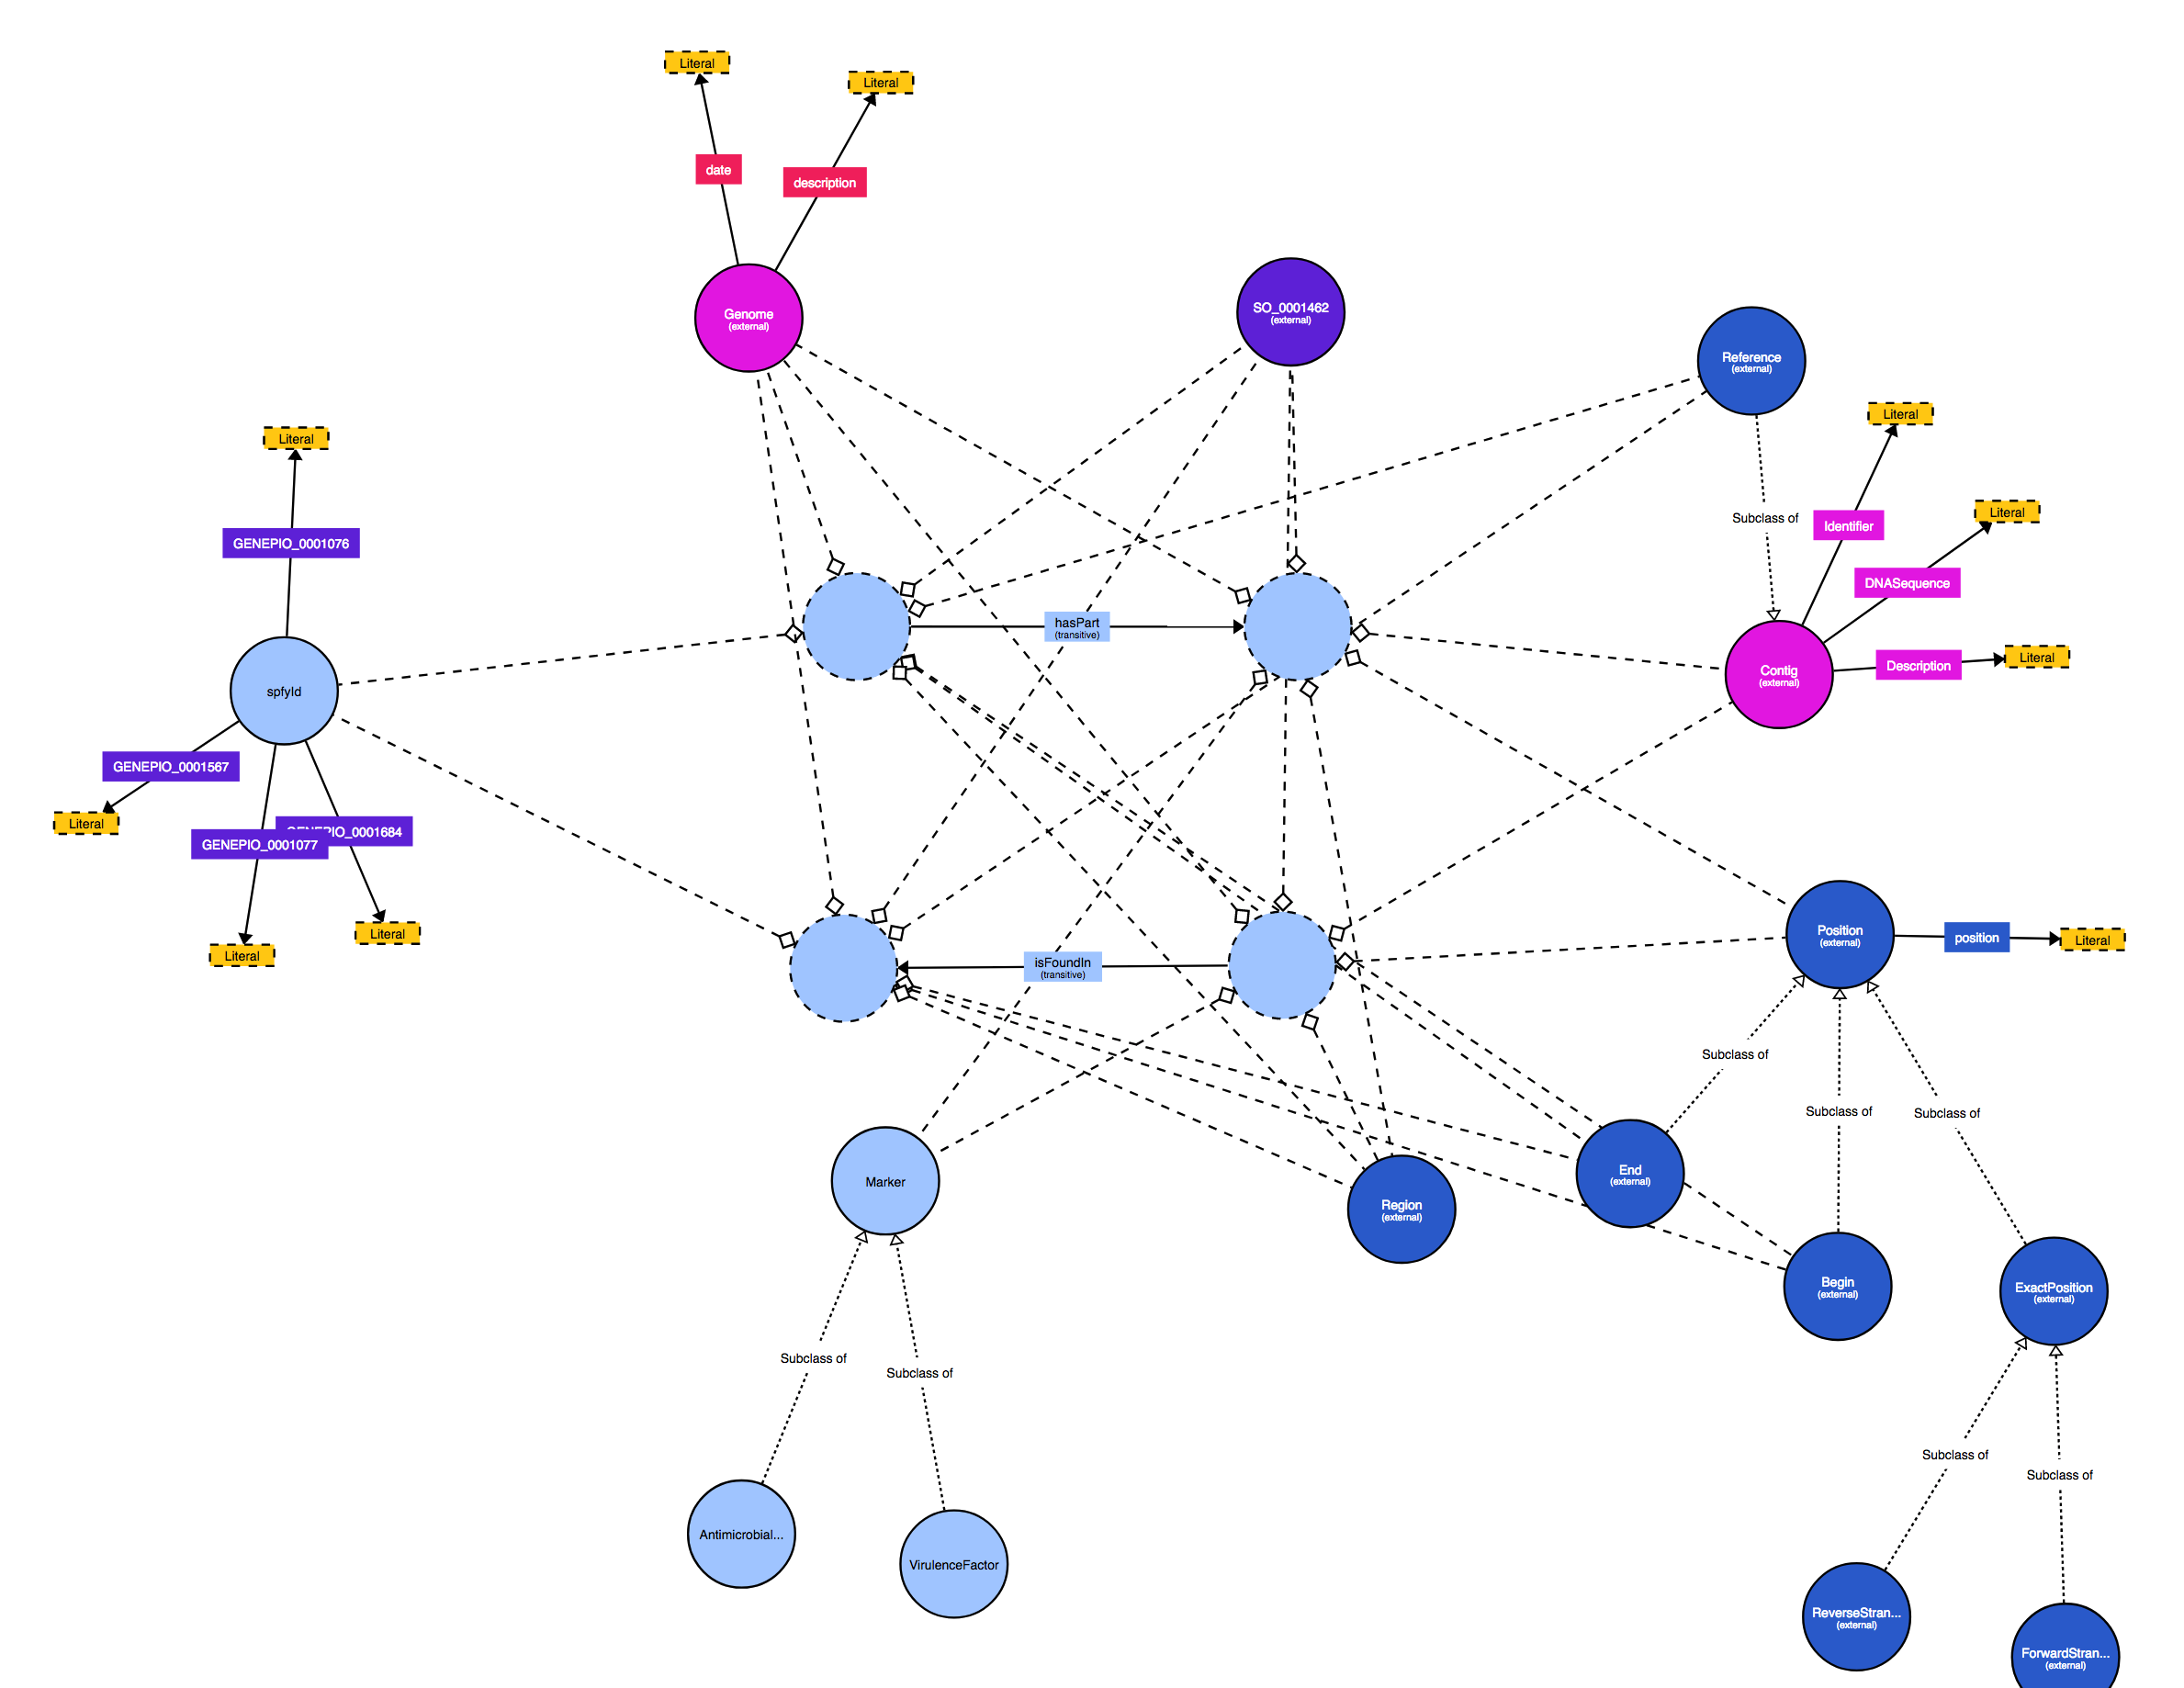 Literal
Literal
date
description
Genome
(external)
SO_0001462
(external)
Reference
(external)
Literal
Literal
Literal
Subclass of
Identifier
GENEPIO_0001076
DNASequence
hasPart
(transitive)
Literal
Description
Contig
(external)
spfyId
GENEPIO_0001567
Literal
GENEPIO_0001684
GENEPIO_0001077
Literal
Literal
Position
(external)
position
Literal
isFoundIn
(transitive)
Subclass of
Subclass of
Subclass of
Marker
End
(external)
Region
(external)
Begin
(external)
ExactPosition
(external)
Subclass of
Subclass of
Subclass of
Subclass of
Antimicrobial...
VirulenceFactor
ReverseStran...
(external)
ForwardStran...
(external)